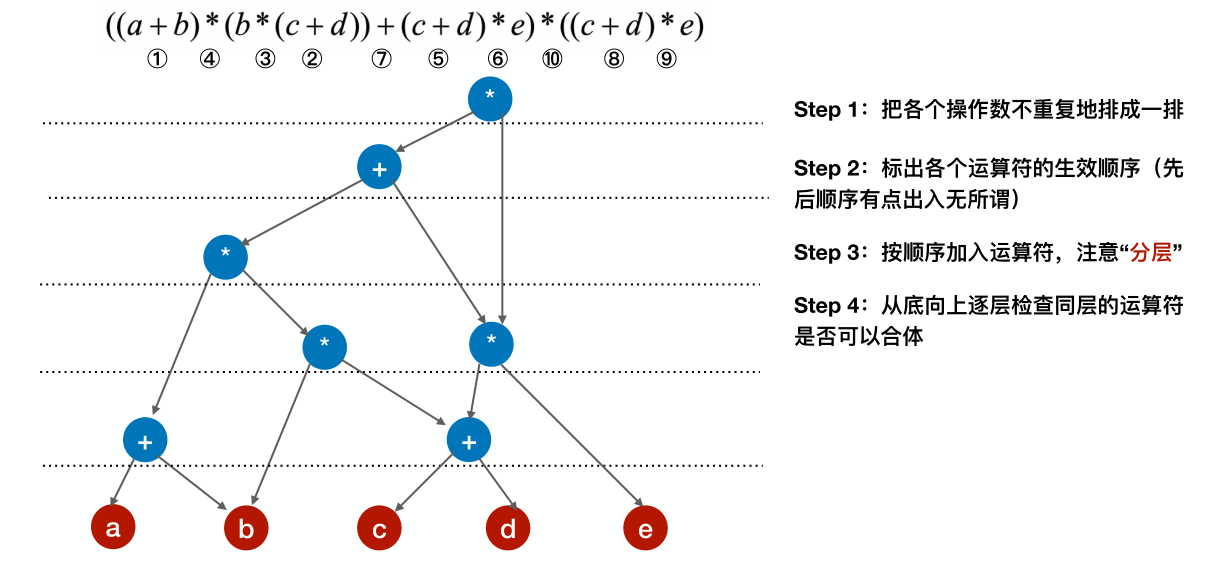 ((a+b)*(b*(c+d))+(c+d)*e)*((c+d)*e)
① ④ ③ ② ⑦ ⑤ ⑥ ⑩ ⑧ ⑨
*
+
*
* *
+ +
a b c d e
Step 1：把各个操作数不重复地排成一排
Step 2：标出各个运算符的生效顺序（先
后顺序有点出入无所谓）
Step 3：按顺序加入运算符，注意“分层”
Step 4：从底向上逐层检查同层的运算符
是否可以合体